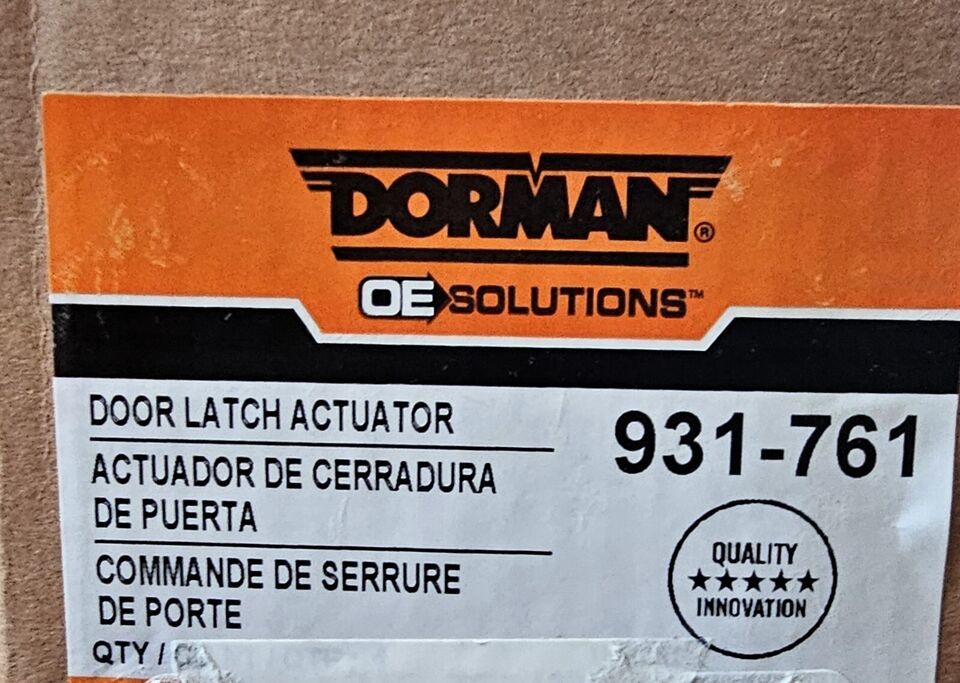 DORMAN®
OE SOLUTIONS™
DOOR LATCH ACTUATOR
931-761
ACTUADOR DE CERRADURA
DE PUERTA
COMMANDE DE SERRURE
DE PORTE
QUALITY
★★★★★
INNOVATION
QTY /